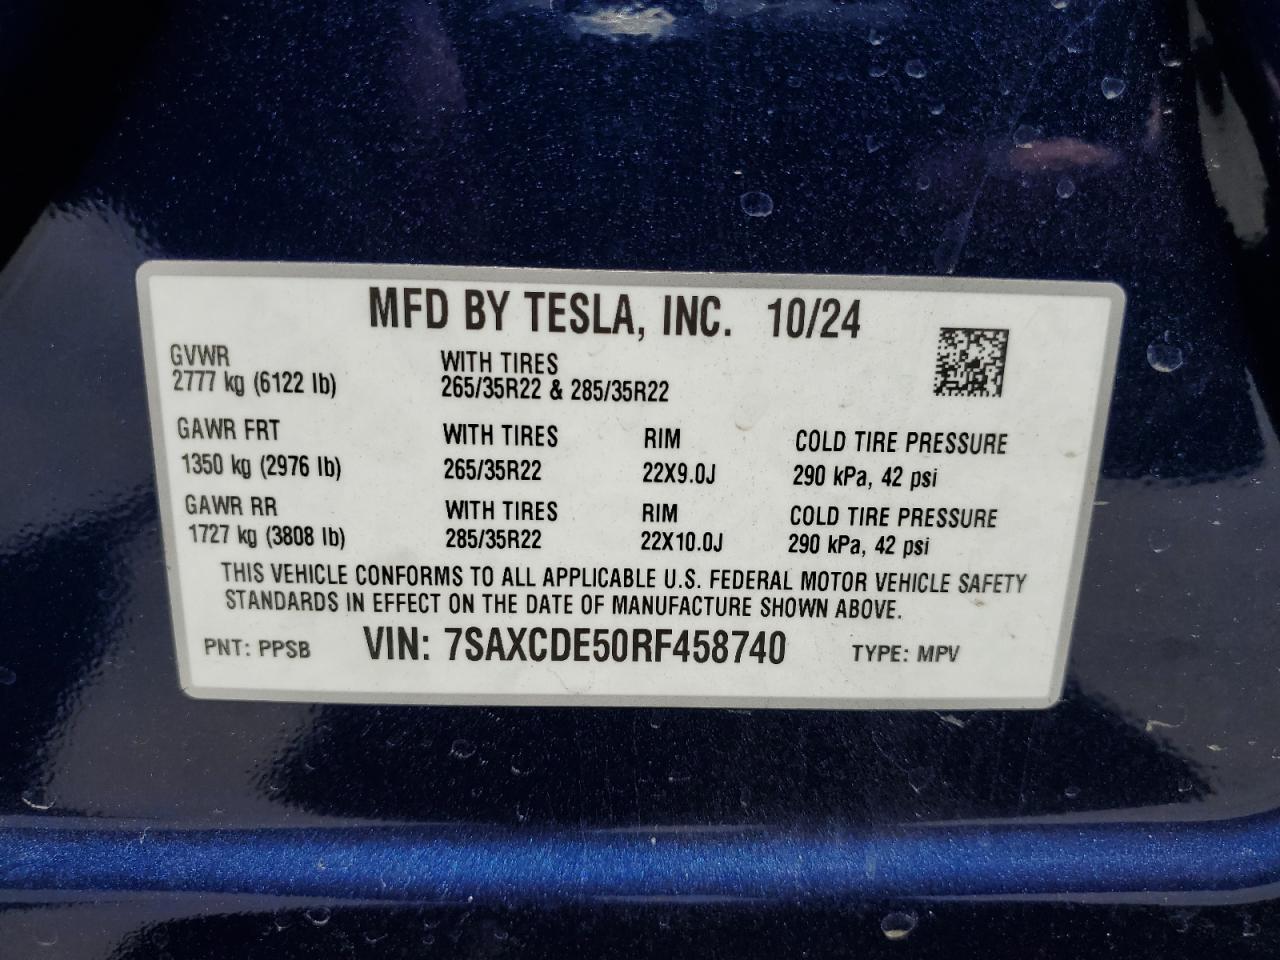 MFD BY TESLA, INC. 10/24
GVWR WITH TIRES
2777 kg (6122 lb) 265/35R22 & 285/35R22
GAWR FRT WITH TIRES RIM COLD TIRE PRESSURE
1350 kg (2976 lb) 265/35R22 22X9.0J 290 kPa, 42 psi
GAWR RR WITH TIRES RIM COLD TIRE PRESSURE
1727 kg (3808 lb) 285/35R22 22X10.0J 290 kPa, 42 psi
THIS VEHICLE CONFORMS TO ALL APPLICABLE U.S. FEDERAL MOTOR VEHICLE SAFETY
STANDARDS IN EFFECT ON THE DATE OF MANUFACTURE SHOWN ABOVE.
PNT: PPSB VIN: 7SAXCDE50RF458740 TYPE: MPV